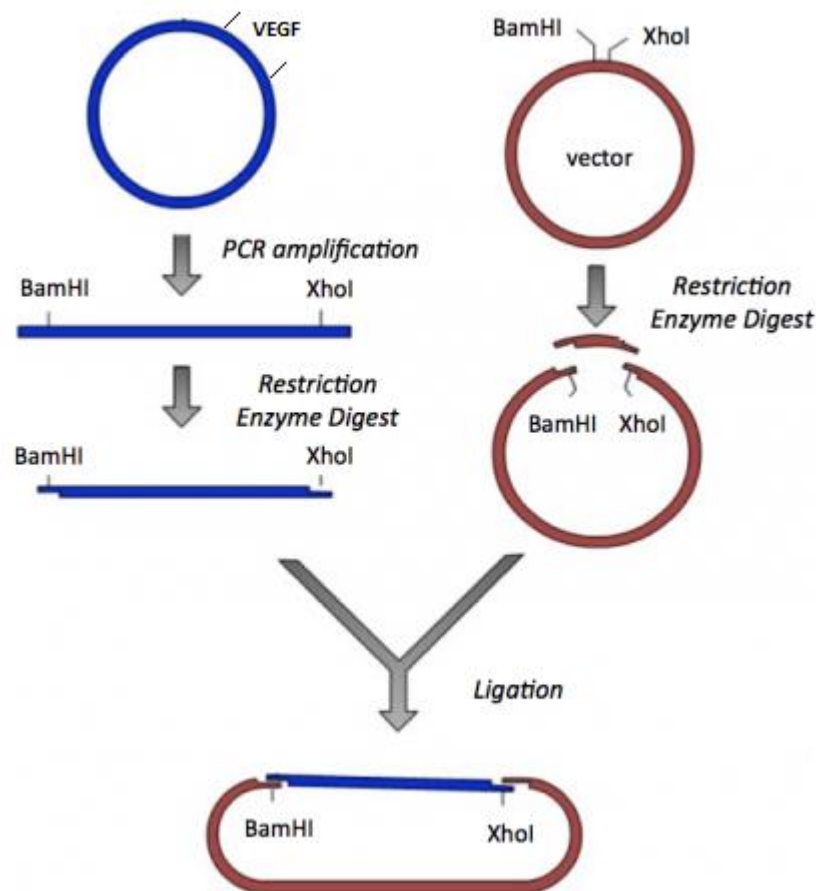 VEGF
BamHI
XhoI
vector
PCR amplification
BamHI
XhoI
Restriction
Enzyme Digest
Restriction
Enzyme Digest
BamHI
XhoI
BamHI
XhoI
Ligation
BamHI
XhoI